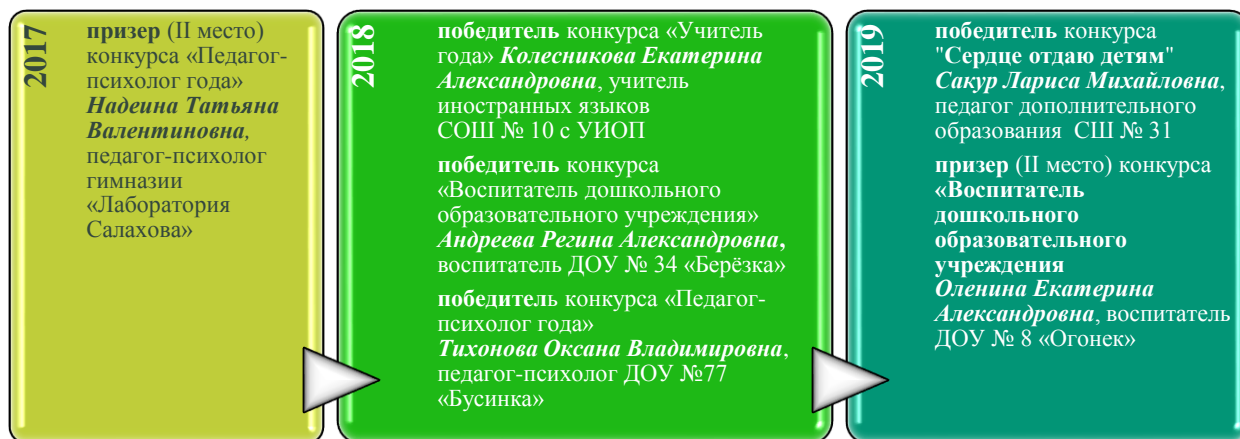 2017
призер (II место)
конкурса «Педагог-
психолог года»
Надеина Татьяна
Валентиновна,
педагог-психолог
гимназии
«Лаборатория
Салахова»
2018
победитель конкурса «Учитель
года» Колесникова Екатерина
Александровна, учитель
иностранных языков
СОШ № 10 с УИОП
победитель конкурса
«Воспитатель дошкольного
образовательного учреждения»
Андреева Регина Александровна,
воспитатель ДОУ № 34 «Берёзка»
победитель конкурса «Педагог-
психолог года»
Тихонова Оксана Владимировна,
педагог-психолог ДОУ №77
«Бусинка»
2019
победитель конкурса
"Сердце отдаю детям"
Сакур Лариса Михайловна,
педагог дополнительного
образования СШ № 31
призер (II место) конкурса
«Воспитатель
дошкольного
образовательного
учреждения
Оленина Екатерина
Александровна, воспитатель
ДОУ № 8 «Огонек»